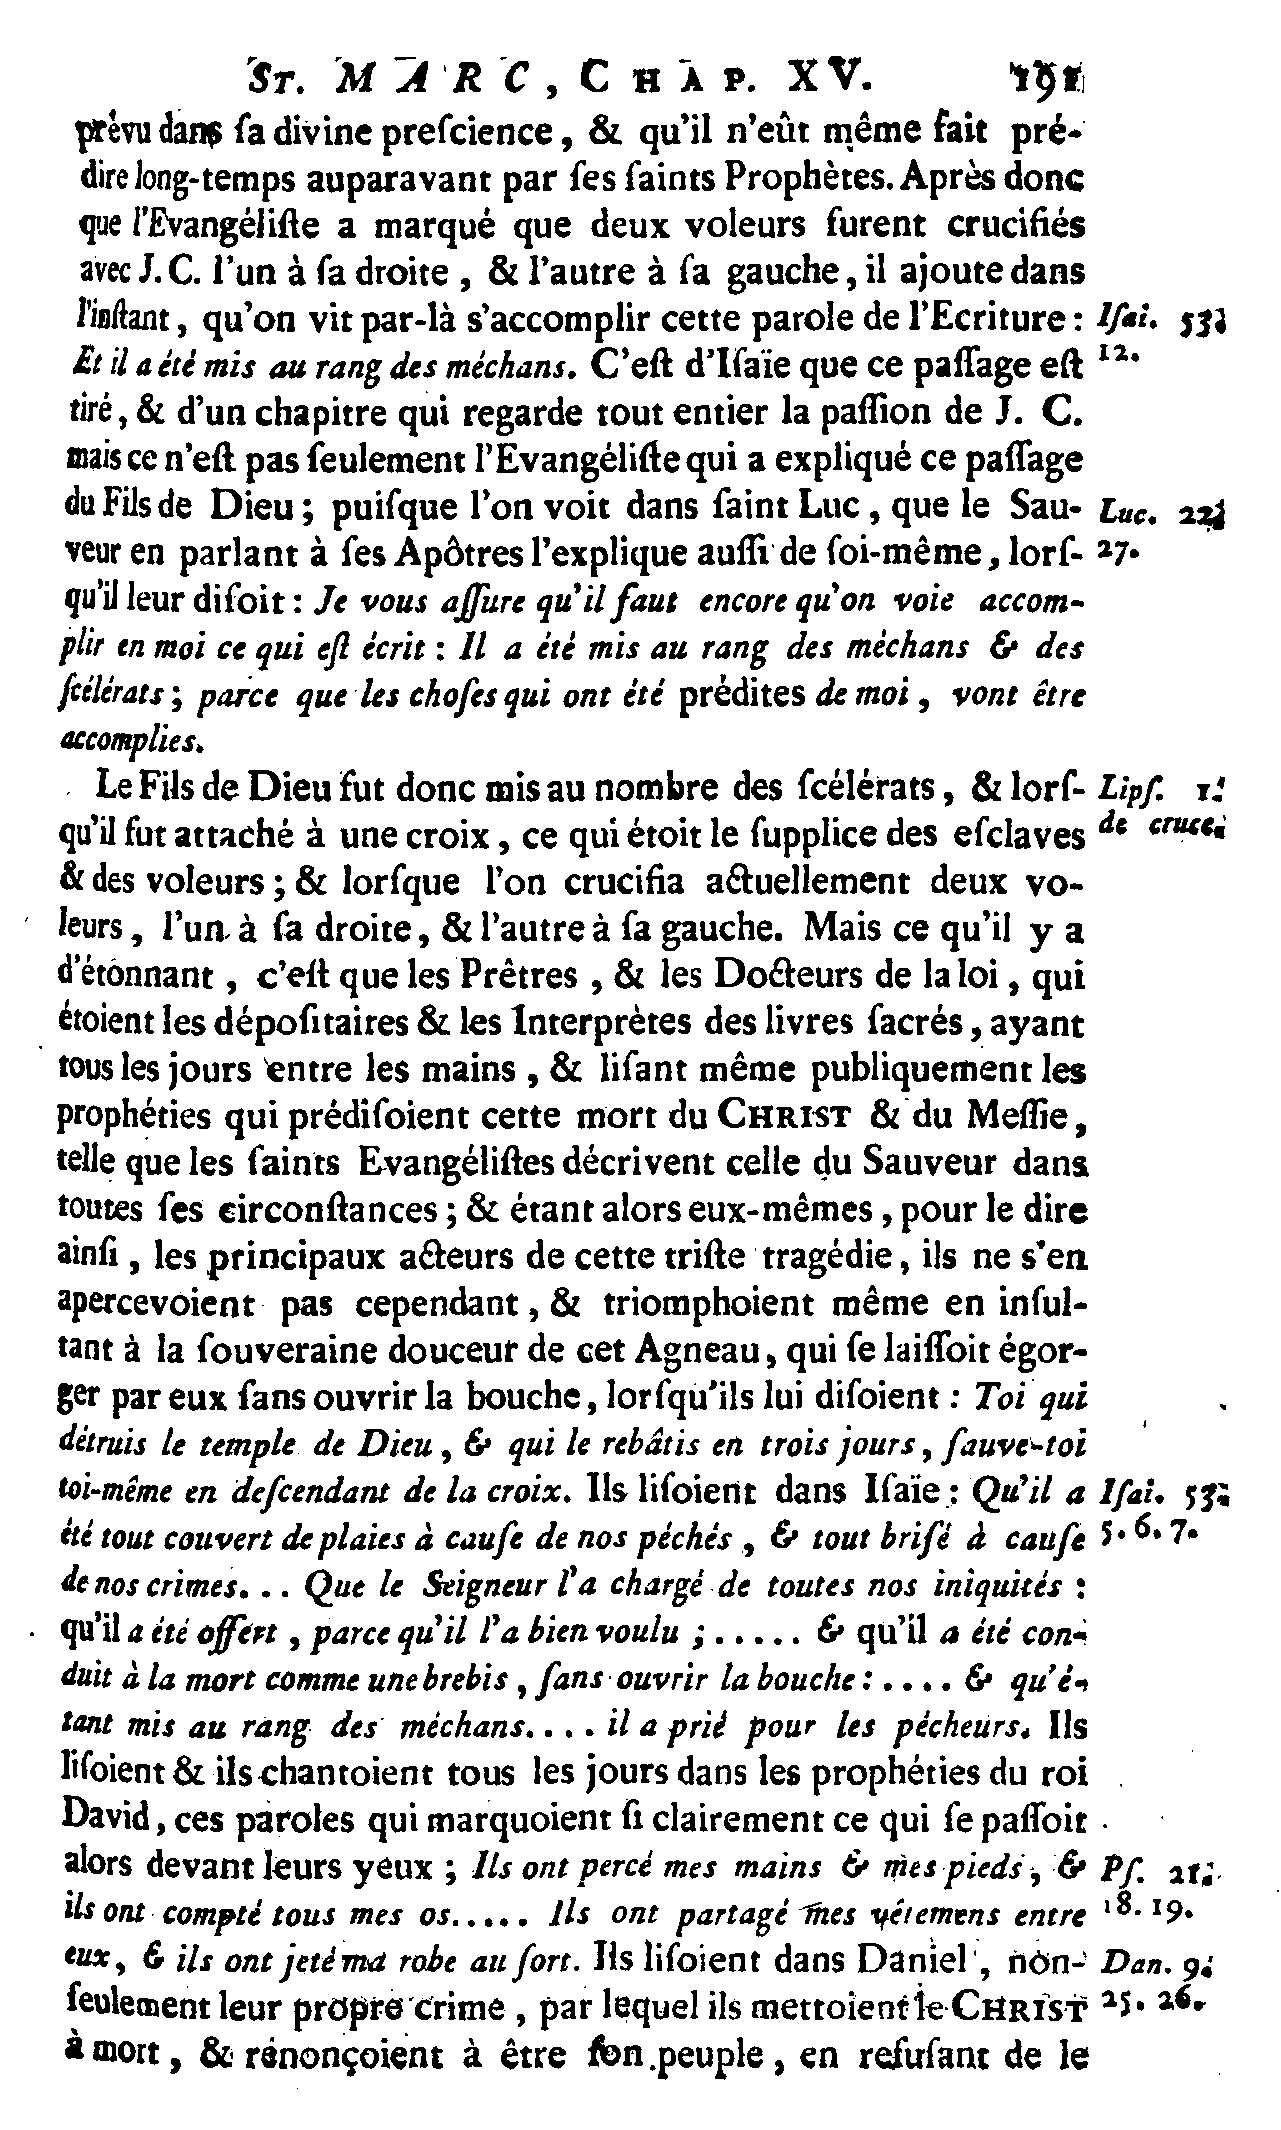 ST. MARC, CHAP. XV. 191
prévu dans ſa divine preſcience, & qu'il n'eût même fait pré-
dire long-temps auparavant par ſes ſaints Prophètes. Après donc
que l'Evangéliſte a marqué que deux voleurs furent crucifiés
avec J. C. l'un à ſa droite, & l'autre à ſa gauche, il ajoute dans
l'inſtant, qu'on vit par-là s'accomplir cette parole de l'Ecriture: Iſai. 53.
Et il a été mis au rang des méchans. C'eſt d'Iſaïe que ce paſſage eſt 12.
tiré, & d'un chapitre qui regarde tout entier la paſſion de J. C.
mais ce n'eſt pas ſeulement l'Evangéliſte qui a expliqué ce paſſage
du Fils de Dieu; puiſque l'on voit dans ſaint Luc, que le Sau- Luc. 22.
veur en parlant à ſes Apôtres l'explique auſſi de ſoi-même, lorſ- 27.
qu'il leur diſoit: Je vous aſſure qu'il faut encore qu'on voie accom-
plir en moi ce qui eſt écrit: Il a été mis au rang des méchans & des
ſcélérats; parce que les choſes qui ont été prédites de moi, vont être
accomplies.
Le Fils de Dieu fut donc mis au nombre des ſcélérats, & lorſ- Lipſ. 1.
qu'il fut attaché à une croix, ce qui étoit le ſupplice des eſclaves de cruce.
& des voleurs; & lorſque l'on crucifia actuellement deux vo-
leurs, l'un à ſa droite, & l'autre à ſa gauche. Mais ce qu'il y a
d'étonnant, c'eſt que les Prêtres, & les Docteurs de la loi, qui
étoient les dépoſitaires & les Interprètes des livres ſacrés, ayant
tous les jours entre les mains, & liſant même publiquement les
prophéties qui prédiſoient cette mort du CHRIST & du Meſſie,
telle que les ſaints Evangéliſtes décrivent celle du Sauveur dans
toutes ſes circonſtances; & étant alors eux-mêmes, pour le dire
ainſi, les principaux acteurs de cette triſte tragédie, ils ne s'en
apercevoient pas cependant, & triomphoient même en inſul-
tant à la ſouveraine douceur de cet Agneau, qui ſe laiſſoit égor-
ger par eux ſans ouvrir la bouche, lorſqu'ils lui diſoient: Toi qui
détruis le temple de Dieu, & qui le rebâtis en trois jours, ſauve-toi
toi-même en deſcendant de la croix. Ils liſoient dans Iſaïe: Qu'il a Iſai. 53.
été tout couvert de plaies à cauſe de nos péchés, & tout briſé à cauſe 5. 6. 7.
de nos crimes... Que le Seigneur l'a chargé de toutes nos iniquités:
qu'il a été offert, parce qu'il l'a bien voulu;..... & qu'il a été con-
duit à la mort comme une brebis, ſans ouvrir la bouche:.... & qu'é-
tant mis au rang des méchans.... il a prié pour les pécheurs. Ils
liſoient & ils chantoient tous les jours dans les prophéties du roi
David, ces paroles qui marquoient ſi clairement ce qui ſe paſſoit
alors devant leurs yeux; Ils ont percé mes mains & mes pieds, & Pſ. 21.
ils ont compté tous mes os..... Ils ont partagé mes vêtemens entre 18. 19.
eux, & ils ont jeté ma robe au ſort. Ils liſoient dans Daniel, non- Dan. 9.
ſeulement leur propre crime, par lequel ils mettoient le CHRIST 25. 26.
à mort, & rénonçoient à être ſon peuple, en refuſant de le